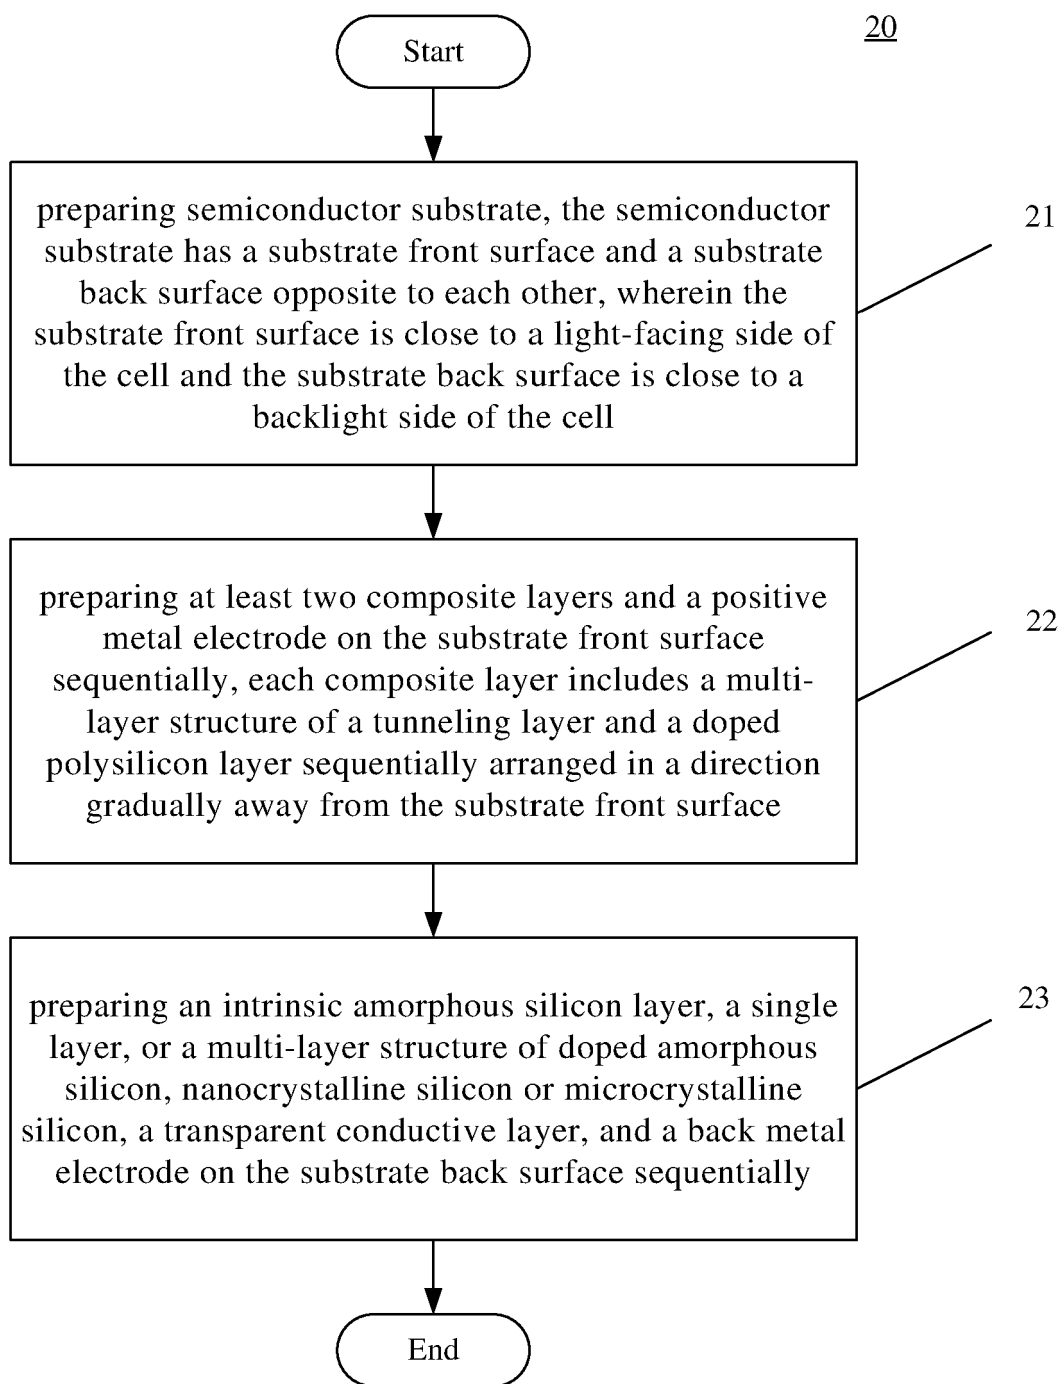 20
Start
preparing semiconductor substrate, the semiconductor
substrate has a substrate front surface and a substrate
back surface opposite to each other, wherein the
substrate front surface is close to a light-facing side of
the cell and the substrate back surface is close to a
backlight side of the cell
21
preparing at least two composite layers and a positive
metal electrode on the substrate front surface
sequentially, each composite layer includes a multi-
layer structure of a tunneling layer and a doped
polysilicon layer sequentially arranged in a direction
gradually away from the substrate front surface
22
preparing an intrinsic amorphous silicon layer, a single
layer, or a multi-layer structure of doped amorphous
silicon, nanocrystalline silicon or microcrystalline
silicon, a transparent conductive layer, and a back metal
electrode on the substrate back surface sequentially
23
End